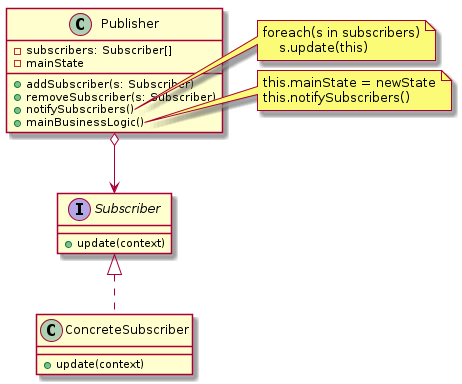 C Publisher
subscribers: Subscriber[]
mainState
addSubscriber(s: Subscriber)
removeSubscriber(s: Subscriber)
notifySubscribers()
mainBusinessLogic()
foreach(s in subscribers)
s.update(this)
this.mainState = newState
this.notifySubscribers()
I Subscriber
update(context)
C ConcreteSubscriber
update(context)